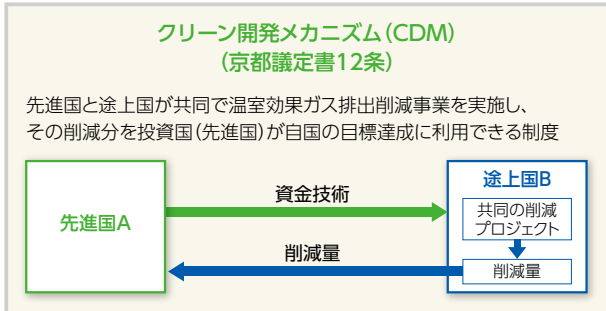 クリーン開発メカニズム(CDM)
(京都議定書12条)
先進国と途上国が共同で温室効果ガス排出削減事業を実施し、
その削減分を投資国(先進国)が自国の目標達成に利用できる制度
先進国A
資金技術
削減量
途上国B
共同の削減
プロジェクト
削減量